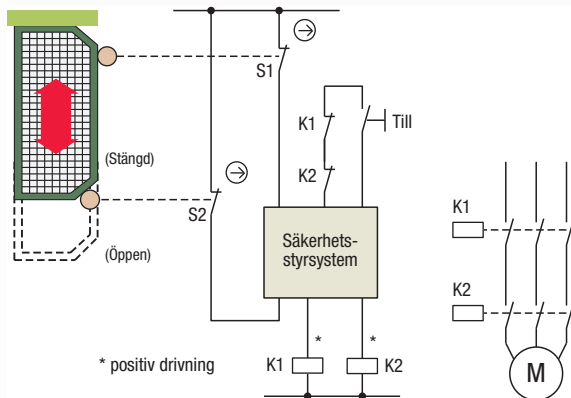 S1
K1
Till
(Stängd)
K2
S2
K1
Säkerhets-
styrsystem
(Öppen)
K2
*
*
* positiv drivning
K1
K2
M